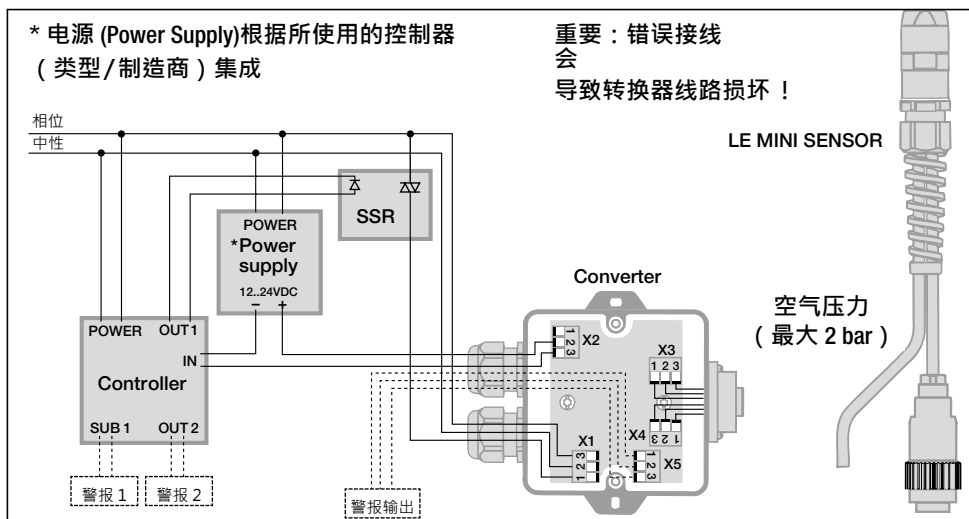 * 电源 (Power Supply)根据所使用的控制器
（类型/制造商）集成
重要：错误接线
会
导致转换器线路损坏！
相位
中性
LE MINI SENSOR
SSR
POWER
*Power
supply
12..24VDC
− +
Converter
空气压力
（最大 2 bar）
POWER OUT1
IN
Controller
SUB 1 OUT2
警报 1 警报 2
警报输出
1
2
3
X2
X3
1 2 3
3 2 1
X4
X1
3
2
1
1
2
3
X5